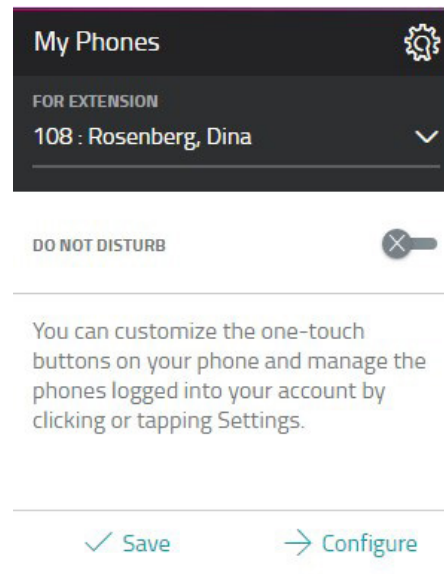 My Phones
FOR EXTENSION
108 : Rosenberg, Dina
DO NOT DISTURB
You can customize the one-touch
buttons on your phone and manage the
phones logged into your account by
clicking or tapping Settings.
Save
Configure